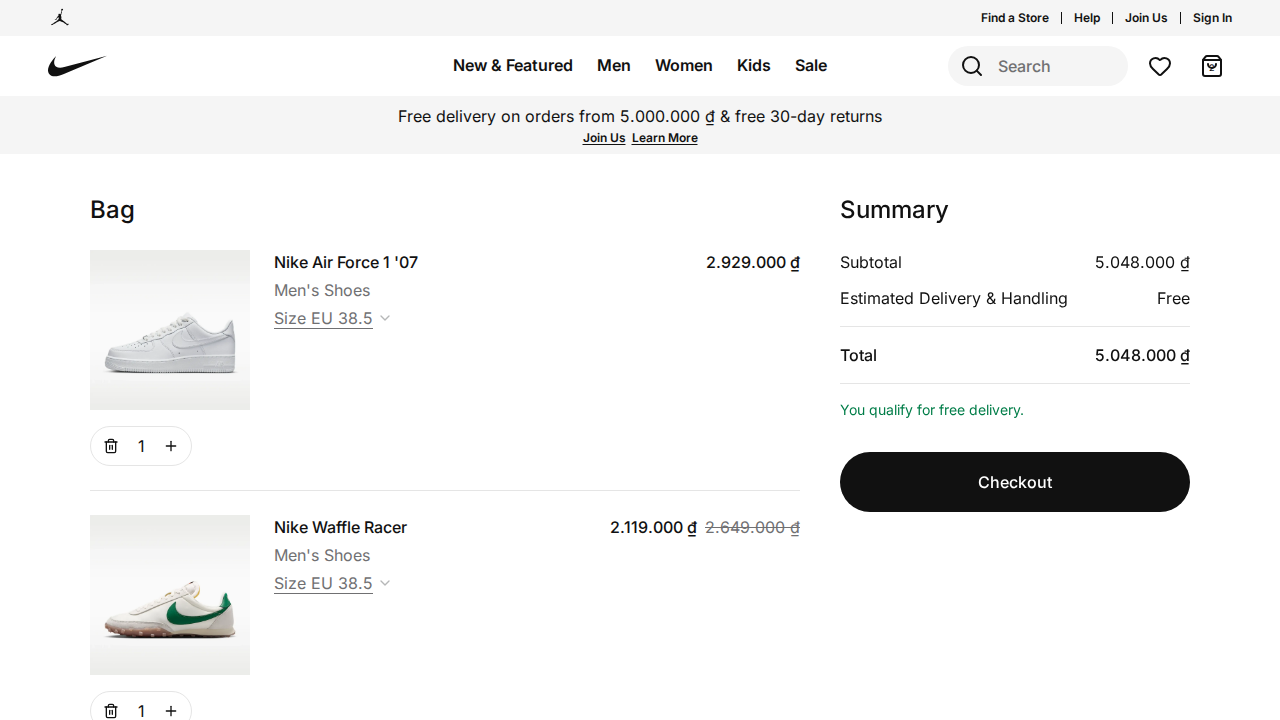 Find a Store Help Join Us Sign In
New & Featured Men Women Kids Sale Search
Free delivery on orders from 5.000.000 ₫ & free 30-day returns
Join Us Learn More
Bag
Nike Air Force 1 '07 2.929.000 ₫
Men's Shoes
Size EU 38.5
1
Nike Waffle Racer 2.119.000 ₫ 2.649.000 ₫
Men's Shoes
Size EU 38.5
1
Summary
Subtotal 5.048.000 ₫
Estimated Delivery & Handling Free
Total 5.048.000 ₫
You qualify for free delivery.
Checkout